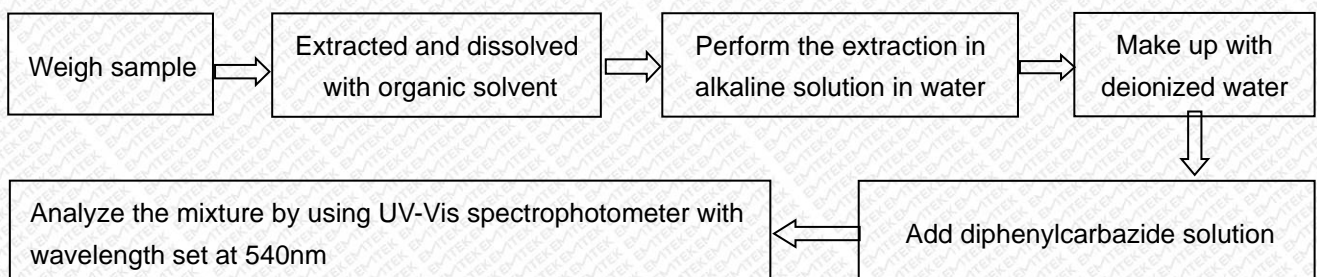 Weigh sample
Extracted and dissolved
with organic solvent
Perform the extraction in
alkaline solution in water
Make up with
deionized water
Add diphenylcarbazide solution
Analyze the mixture by using UV-Vis spectrophotometer with
wavelength set at 540nm